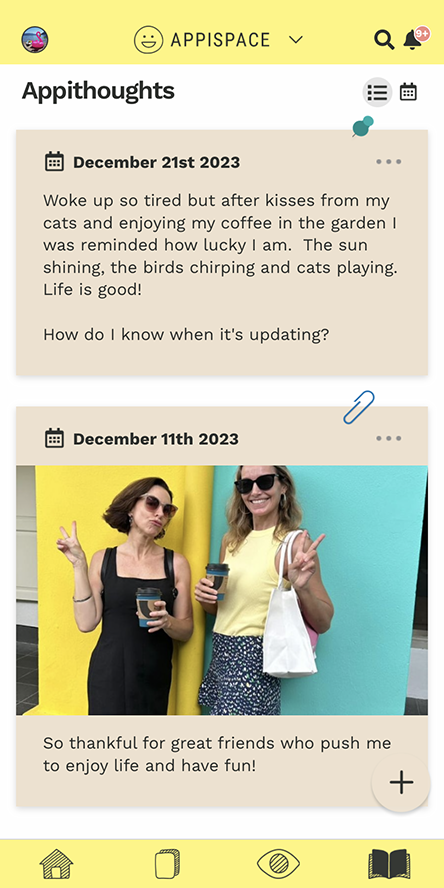 APPISPACE
9+
Appithoughts
December 21st 2023
Woke up so tired but after kisses from my
cats and enjoying my coffee in the garden I
was reminded how lucky I am.  The sun
shining, the birds chirping and cats playing.
Life is good!
How do I know when it's updating?
December 11th 2023
So thankful for great friends who push me
to enjoy life and have fun!